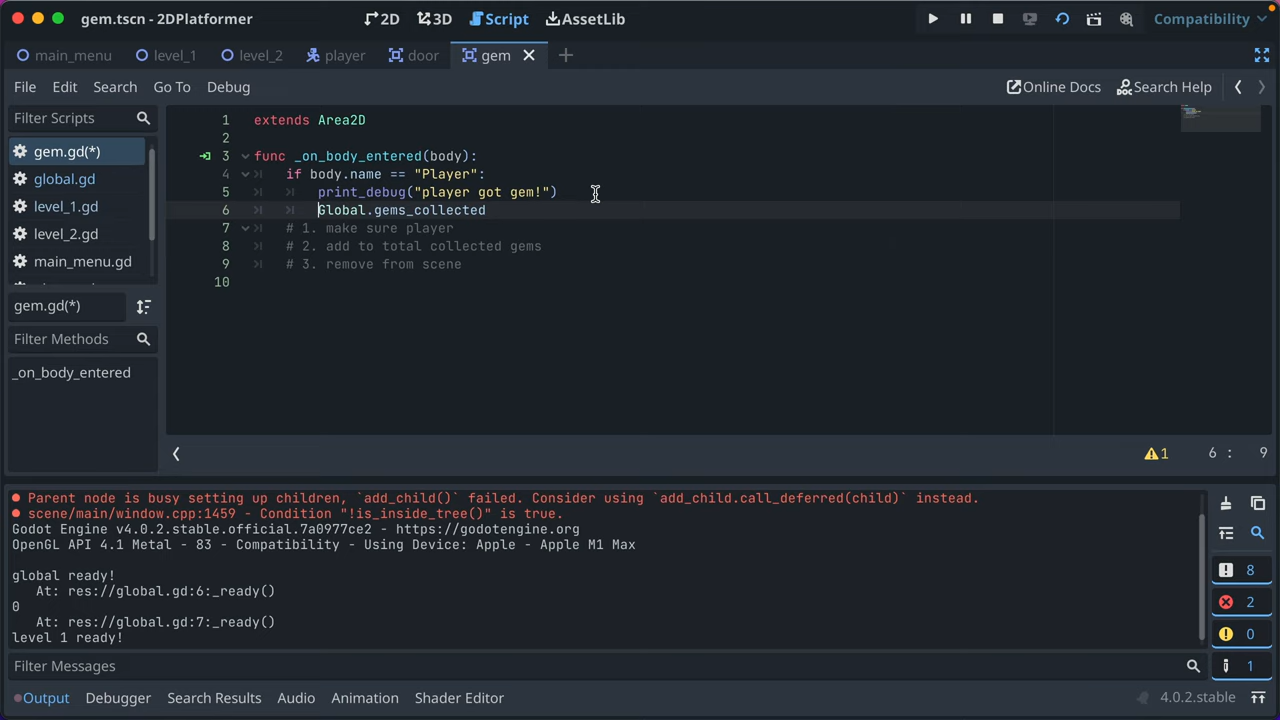 gem.tscn - 2DPlatformer
2D 3D Script AssetLib
Compatibility
main_menu level_1 level_2 player door gem
File Edit Search Go To Debug
Online Docs Search Help
Filter Scripts
gem.gd(*)
global.gd
level_1.gd
level_2.gd
main_menu.gd
gem.gd(*)
Filter Methods
_on_body_entered
1 extends Area2D
2
3 func _on_body_entered(body):
4 if body.name == "Player":
5 print_debug("player got gem!")
6 Global.gems_collected
7 # 1. make sure player
8 # 2. add to total collected gems
9 # 3. remove from scene
10
1 6 : 9
Parent node is busy setting up children, `add_child()` failed. Consider using `add_child.call_deferred(child)` instead.
scene/main/window.cpp:1459 - Condition "!is_inside_tree()" is true.
Godot Engine v4.0.2.stable.official.7a0977ce2 - https://godotengine.org
OpenGL API 4.1 Metal - 83 - Compatibility - Using Device: Apple - Apple M1 Max
global ready!
At: res://global.gd:6:_ready()
0
At: res://global.gd:7:_ready()
level 1 ready!
8
2
0
1
Filter Messages
Output Debugger Search Results Audio Animation Shader Editor
4.0.2.stable